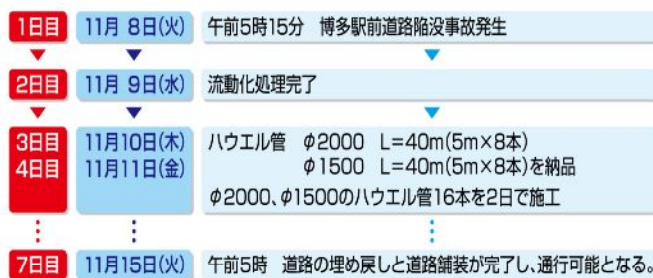 1日目 11月 8日(火) 午前5時15分 博多駅前道路陥没事故発生
2日目 11月 9日(水) 流動化処理完了
3日目 11月10日(木) ハウエル管 φ2000 L=40m(5m×8本)
4日目 11月11日(金) φ1500 L=40m(5m×8本)を納品
φ2000、φ1500のハウエル管16本を2日で施工
7日目 11月15日(火) 午前5時 道路の埋め戻しと道路舗装が完了し、通行可能となる。